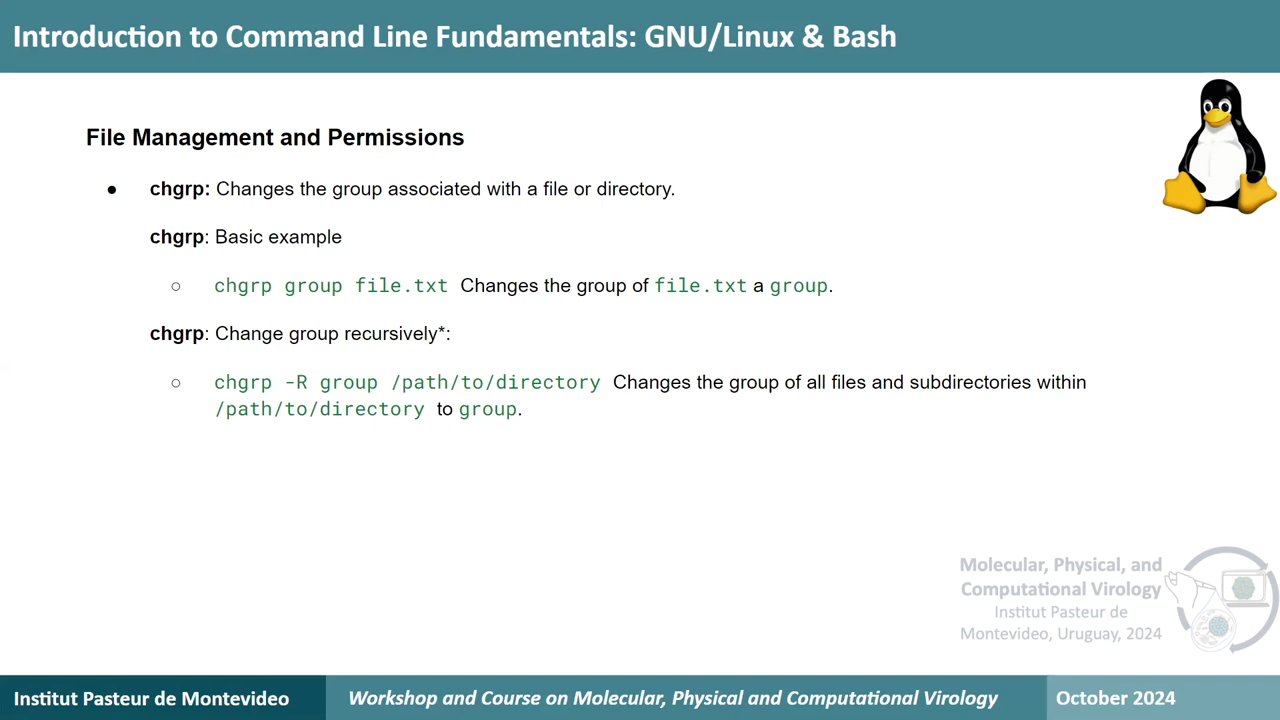 Introduction to Command Line Fundamentals: GNU/Linux & Bash
File Management and Permissions
● chgrp: Changes the group associated with a file or directory.
chgrp: Basic example
○ chgrp group file.txt Changes the group of file.txt a group.
chgrp: Change group recursively*:
○ chgrp -R group /path/to/directory Changes the group of all files and subdirectories within
/path/to/directory to group.
Molecular, Physical, and
Computational Virology
Institut Pasteur de
Montevideo, Uruguay, 2024
Institut Pasteur de Montevideo
Workshop and Course on Molecular, Physical and Computational Virology
October 2024